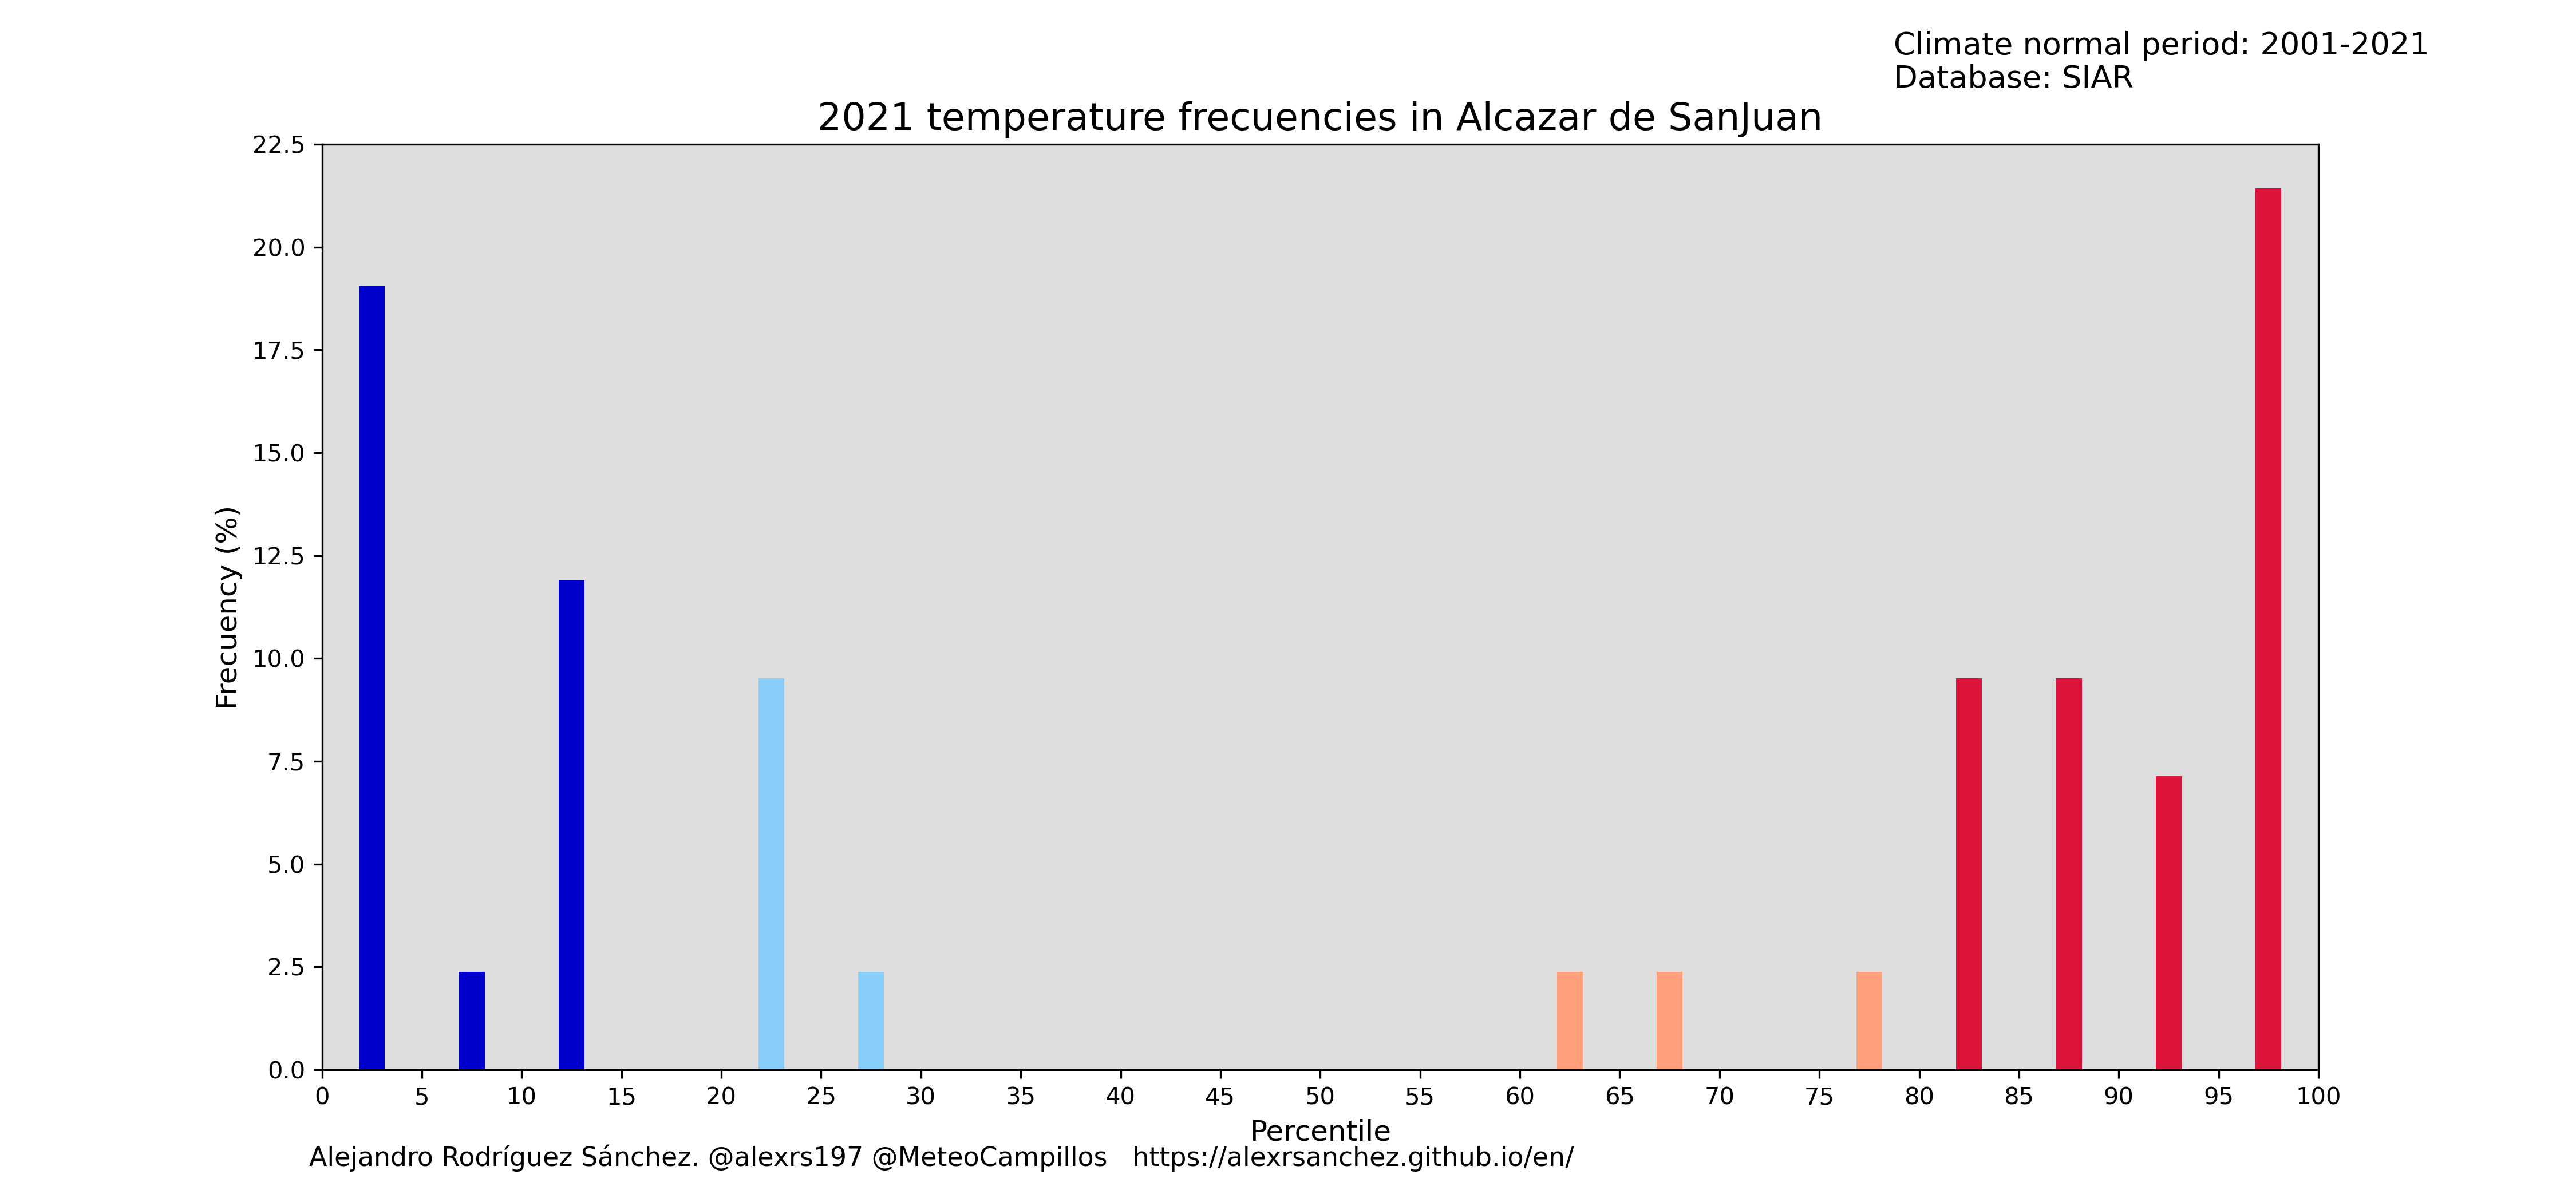 Climate normal period: 2001-2021
Database: SIAR
2021 temperature frecuencies in Alcazar de SanJuan
22.5
20.0
17.5
15.0
12.5
10.0
7.5
5.0
2.5
0.0
Frecuency (%)
0 5 10 15 20 25 30 35 40 45 50 55 60 65 70 75 80 85 90 95 100
Percentile
Alejandro Rodríguez Sánchez. @alexrs197 @MeteoCampillos https://alexrsanchez.github.io/en/